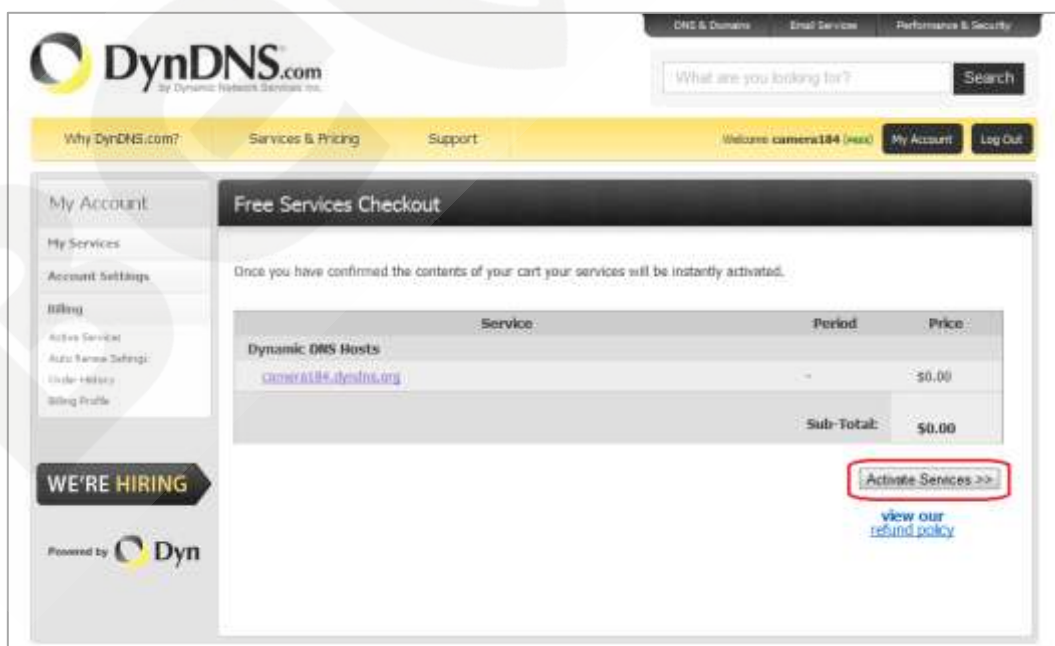 DNS & Domains Email Services Performance & Security
DynDNS.com
by Dynamic Network Services Inc.
What are you looking for? Search
Why DynDNS.com? Services & Pricing Support Welcome camera184 My Account Log Out
My Account
Free Services Checkout
My Services
Account Settings
Billing
Active Services
Auto Renew Settings
Order History
Billing Profile
Once you have confirmed the contents of your cart your services will be instantly activated.
Service Period Price
Dynamic DNS Hosts
camera184.dyndns.org - $0.00
Sub-Total: $0.00
Activate Services >>
view our
refund policy
WE'RE HIRING
Powered by Dyn